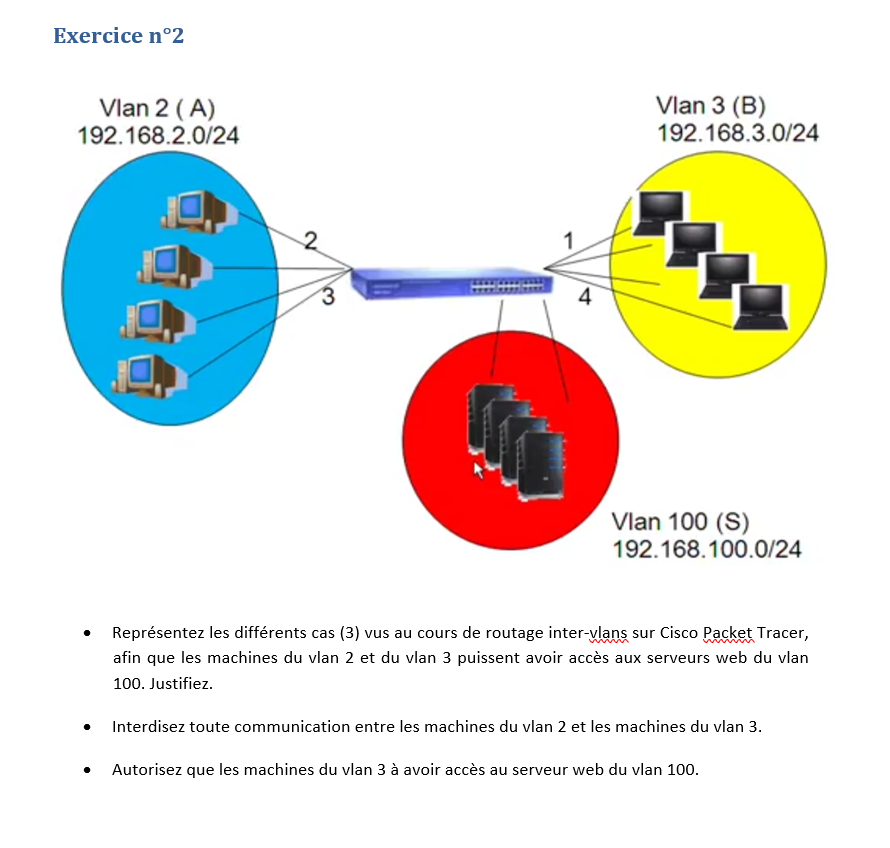 Exercice n°2
Vlan 2 ( A)
192.168.2.0/24
Vlan 3 (B)
192.168.3.0/24
2
1
3
4
Vlan 100 (S)
192.168.100.0/24
• Représentez les différents cas (3) vus au cours de routage inter-vlans sur Cisco Packet Tracer,
afin que les machines du vlan 2 et du vlan 3 puissent avoir accès aux serveurs web du vlan
100. Justifiez.
• Interdisez toute communication entre les machines du vlan 2 et les machines du vlan 3.
• Autorisez que les machines du vlan 3 à avoir accès au serveur web du vlan 100.